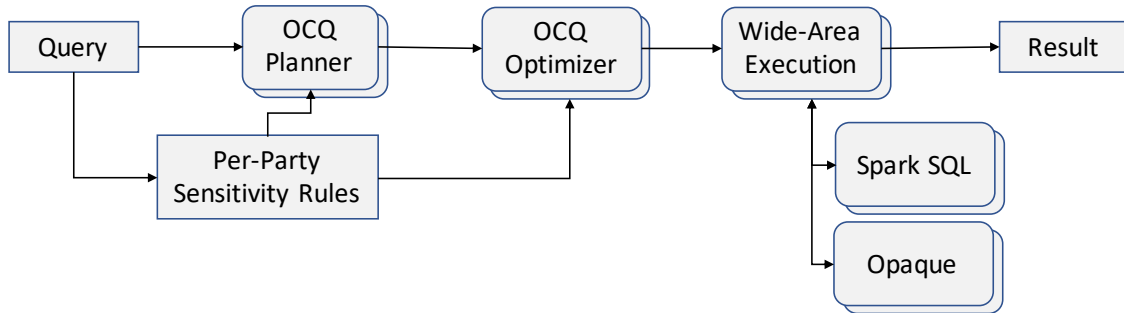 Query
OCQ
Planner
OCQ
Optimizer
Wide-Area
Execution
Result
Per-Party
Sensitivity Rules
Spark SQL
Opaque